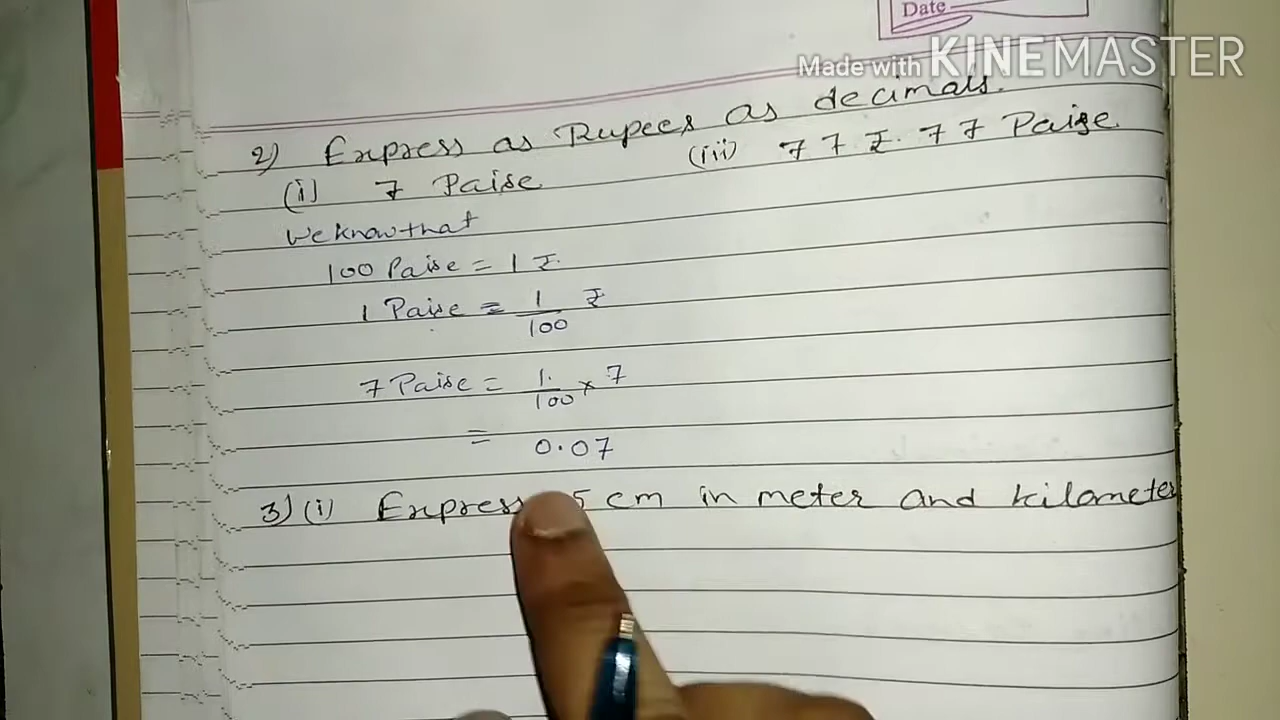 Date
Made with KINEMASTER
2) Express as Rupees as decimals.
(i) 7 Paise
(iii) 77 ₹. 77 Paise
We know that
100 Paise = 1 ₹.
1 Paise = 1/100 ₹
7 Paise = 1/100 × 7
= 0.07
3) (i) Express 5 cm in meter and kilometer